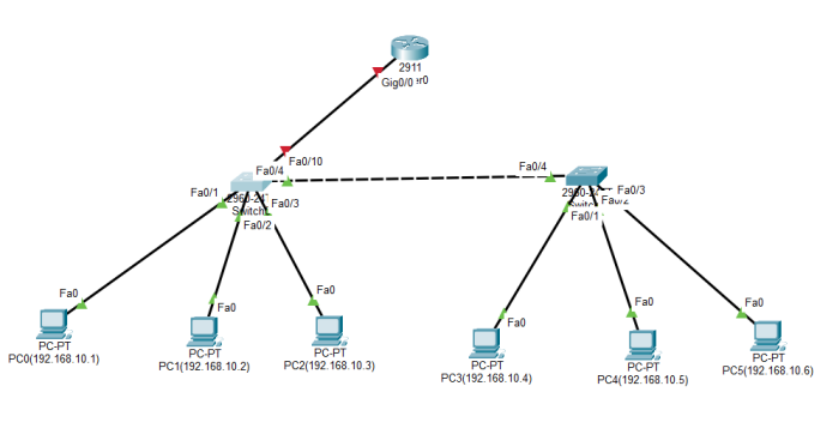 2911
Gig0/0 er0
Fa0/10
Fa0/4
Fa0/4
Fa0/1
Fa0/3
Fa0/2
Fa0/3
Fa0/1
Fa0
Fa0
Fa0
Fa0
Fa0
Fa0
PC-PT
PC0(192.168.10.1)
PC-PT
PC1(192.168.10.2)
PC-PT
PC2(192.168.10.3)
PC-PT
PC3(192.168.10.4)
PC-PT
PC4(192.168.10.5)
PC-PT
PC5(192.168.10.6)